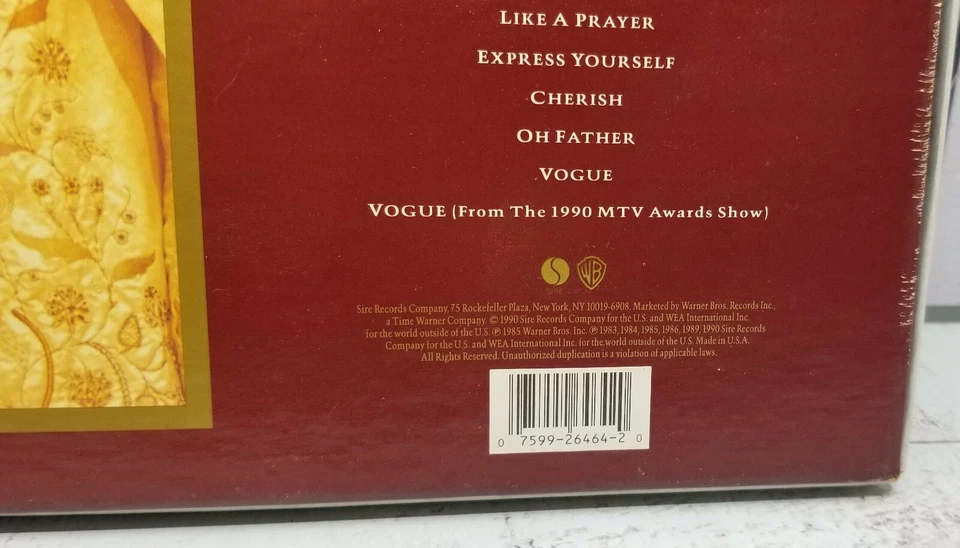 LIKE A PRAYER
EXPRESS YOURSELF
CHERISH
OH FATHER
VOGUE
VOGUE (From The 1990 MTV Awards Show)
S WB
Sire Records Company, 75 Rockefeller Plaza, New York, NY 10019-6908. Marketed by Warner Bros. Records Inc.,
a Time Warner Company. © 1990 Sire Records Company for the U.S. and WEA International Inc.
for the world outside of the U.S. ℗ 1985 Warner Bros. Inc. ℗ 1983, 1984, 1985, 1986, 1989, 1990 Sire Records
Company for the U.S. and WEA International Inc. for the world outside of the U.S. Made in U.S.A.
All Rights Reserved. Unauthorized duplication is a violation of applicable laws.
0 7599-26464-2 0